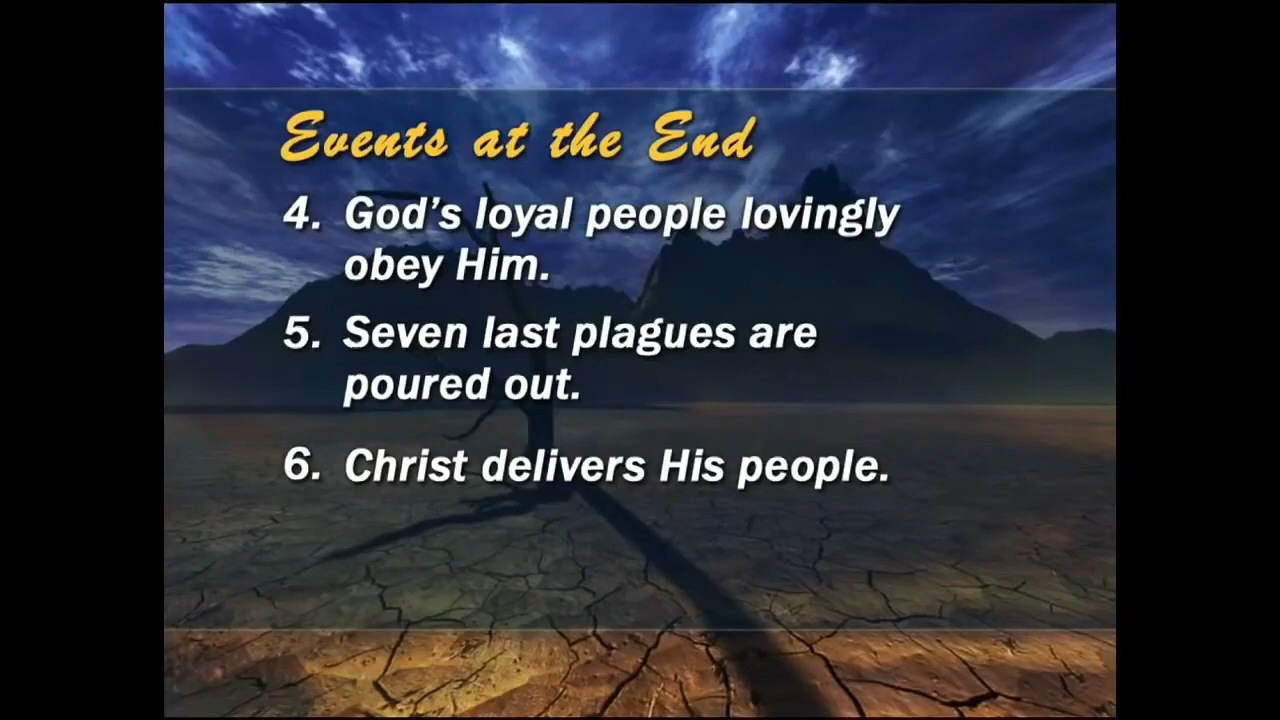 Events at the End
4. God's loyal people lovingly
obey Him.
5. Seven last plagues are
poured out.
6. Christ delivers His people.